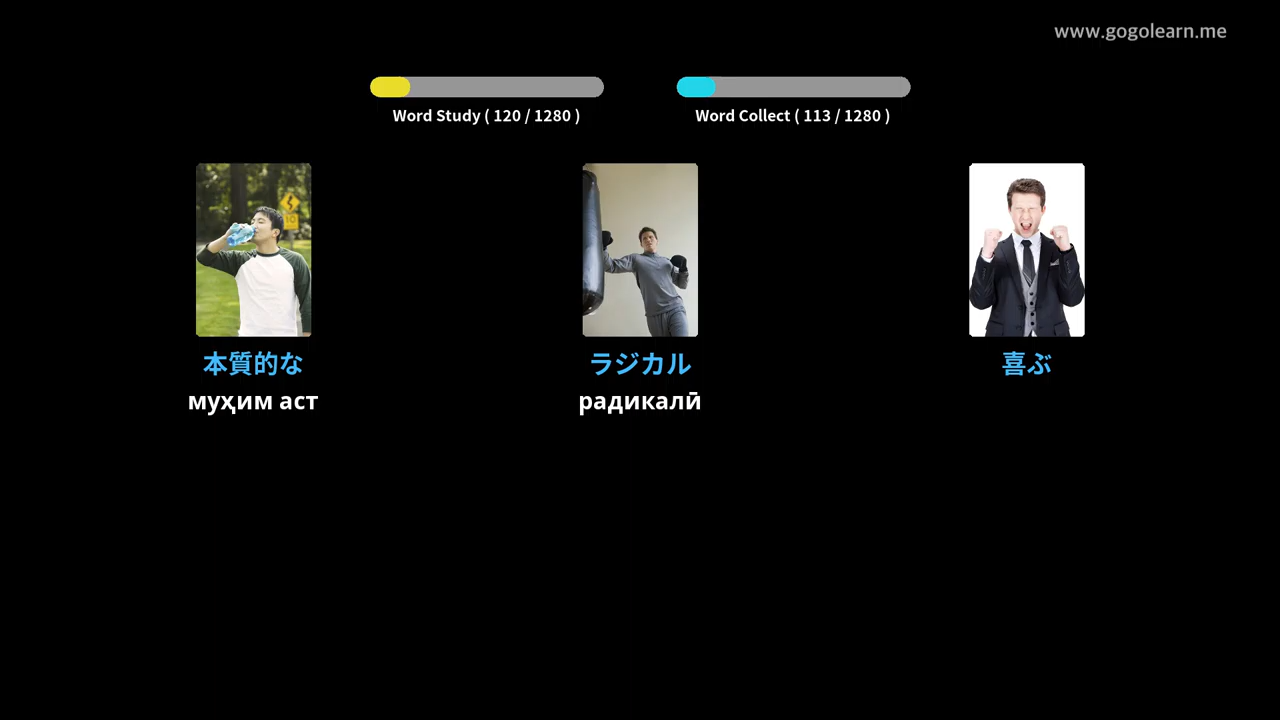 www.gogolearn.me
Word Study ( 120 / 1280 )
Word Collect ( 113 / 1280 )
本質的な
муҳим аст
ラジカル
радикалӣ
喜ぶ